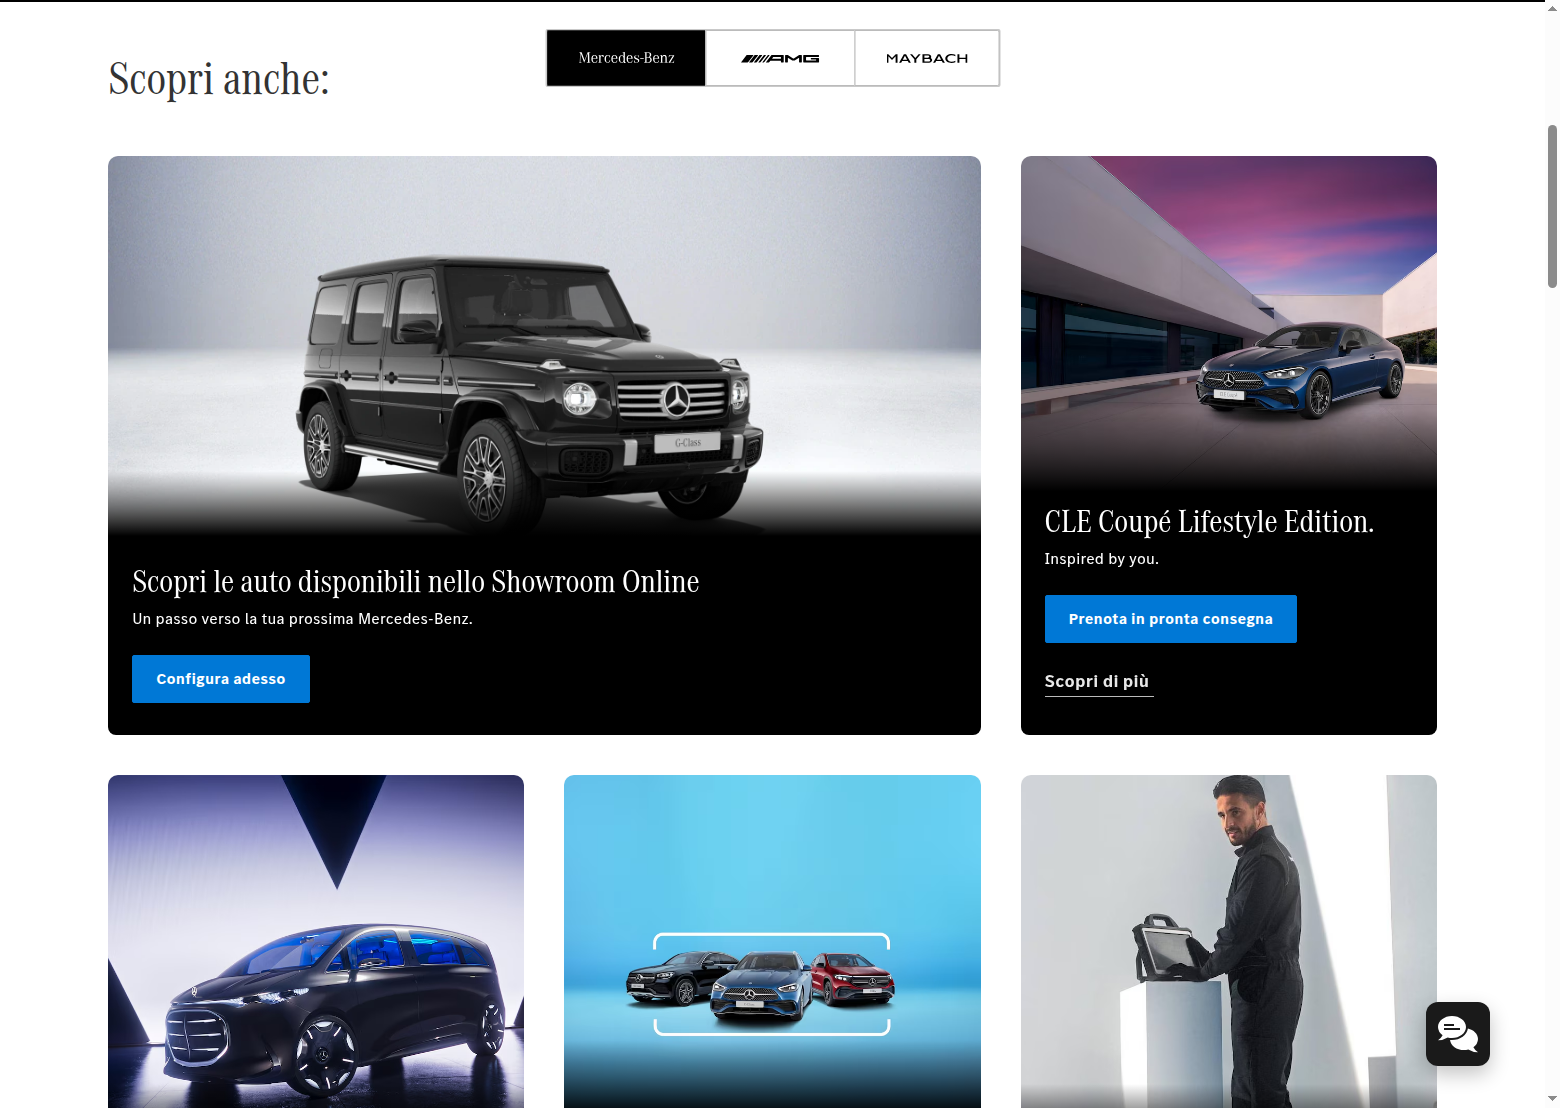 Scopri anche:
Mercedes-Benz
AMG
MAYBACH
G-Class
Scopri le auto disponibili nello Showroom Online
Un passo verso la tua prossima Mercedes-Benz.
Configura adesso
CLE Coupé Lifestyle Edition.
Inspired by you.
Prenota in pronta consegna
Scopri di più